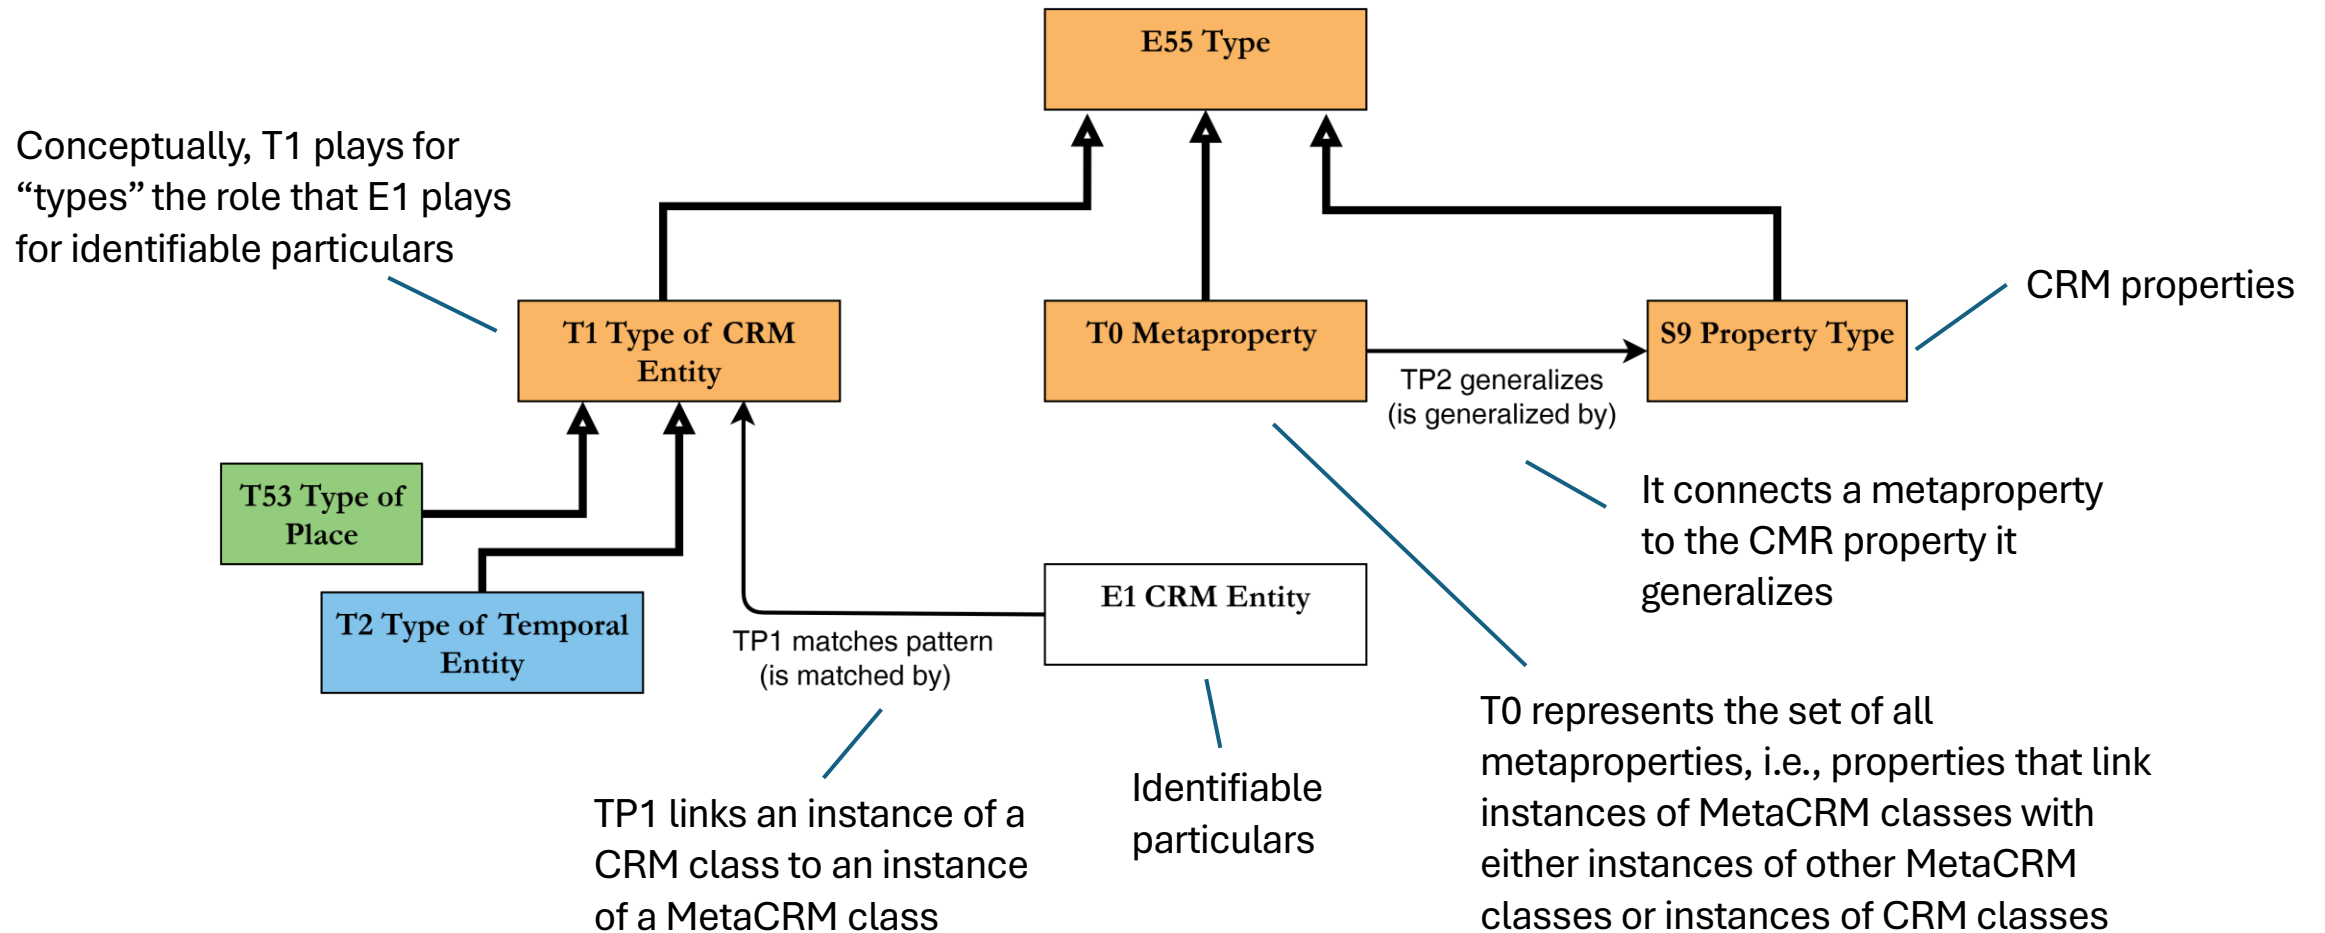 E55 Type
Conceptually, T1 plays for
“types” the role that E1 plays
for identifiable particulars
CRM properties
T1 Type of CRM
Entity
T0 Metaproperty
S9 Property Type
TP2 generalizes
(is generalized by)
T53 Type of
Place
It connects a metaproperty
to the CMR property it
generalizes
E1 CRM Entity
T2 Type of Temporal
Entity
TP1 matches pattern
(is matched by)
TP1 links an instance of a
CRM class to an instance
of a MetaCRM class
Identifiable
particulars
T0 represents the set of all
metaproperties, i.e., properties that link
instances of MetaCRM classes with
either instances of other MetaCRM
classes or instances of CRM classes